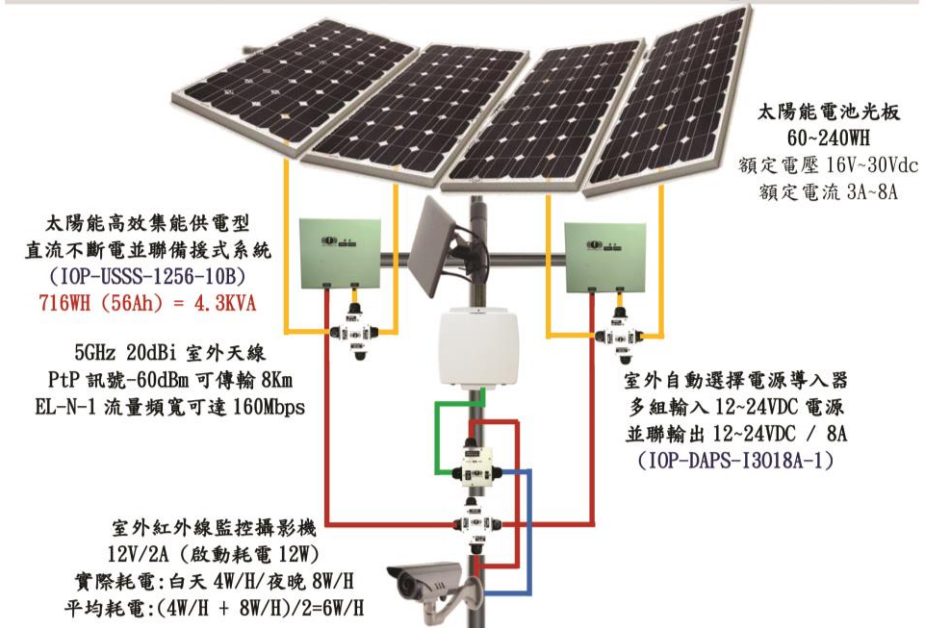 太陽能電池光板
60~240WH
額定電壓 16V~30Vdc
額定電流 3A~8A
太陽能高效集能供電型
直流不斷電並聯備援式系統
(IOP-USSS-1256-10B)
716WH (56Ah) = 4.3KVA
5GHz 20dBi 室外天線
PtP 訊號-60dBm 可傳輸 8Km
EL-N-1 流量頻寬可達 160Mbps
室外自動選擇電源導入器
多組輸入 12~24VDC 電源
並聯輸出 12~24VDC / 8A
(IOP-DAPS-I3018A-1)
室外紅外線監控攝影機
12V/2A (啟動耗電 12W)
實際耗電:白天 4W/H/夜晚 8W/H
平均耗電:(4W/H + 8W/H)/2=6W/H